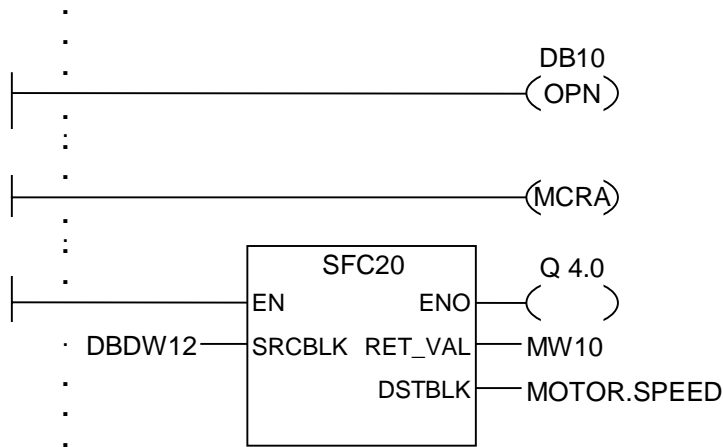 DB10
OPN
MCRA
SFC20
Q 4.0
EN ENO
DBDW12 SRCBLK RET_VAL MW10
DSTBLK MOTOR.SPEED